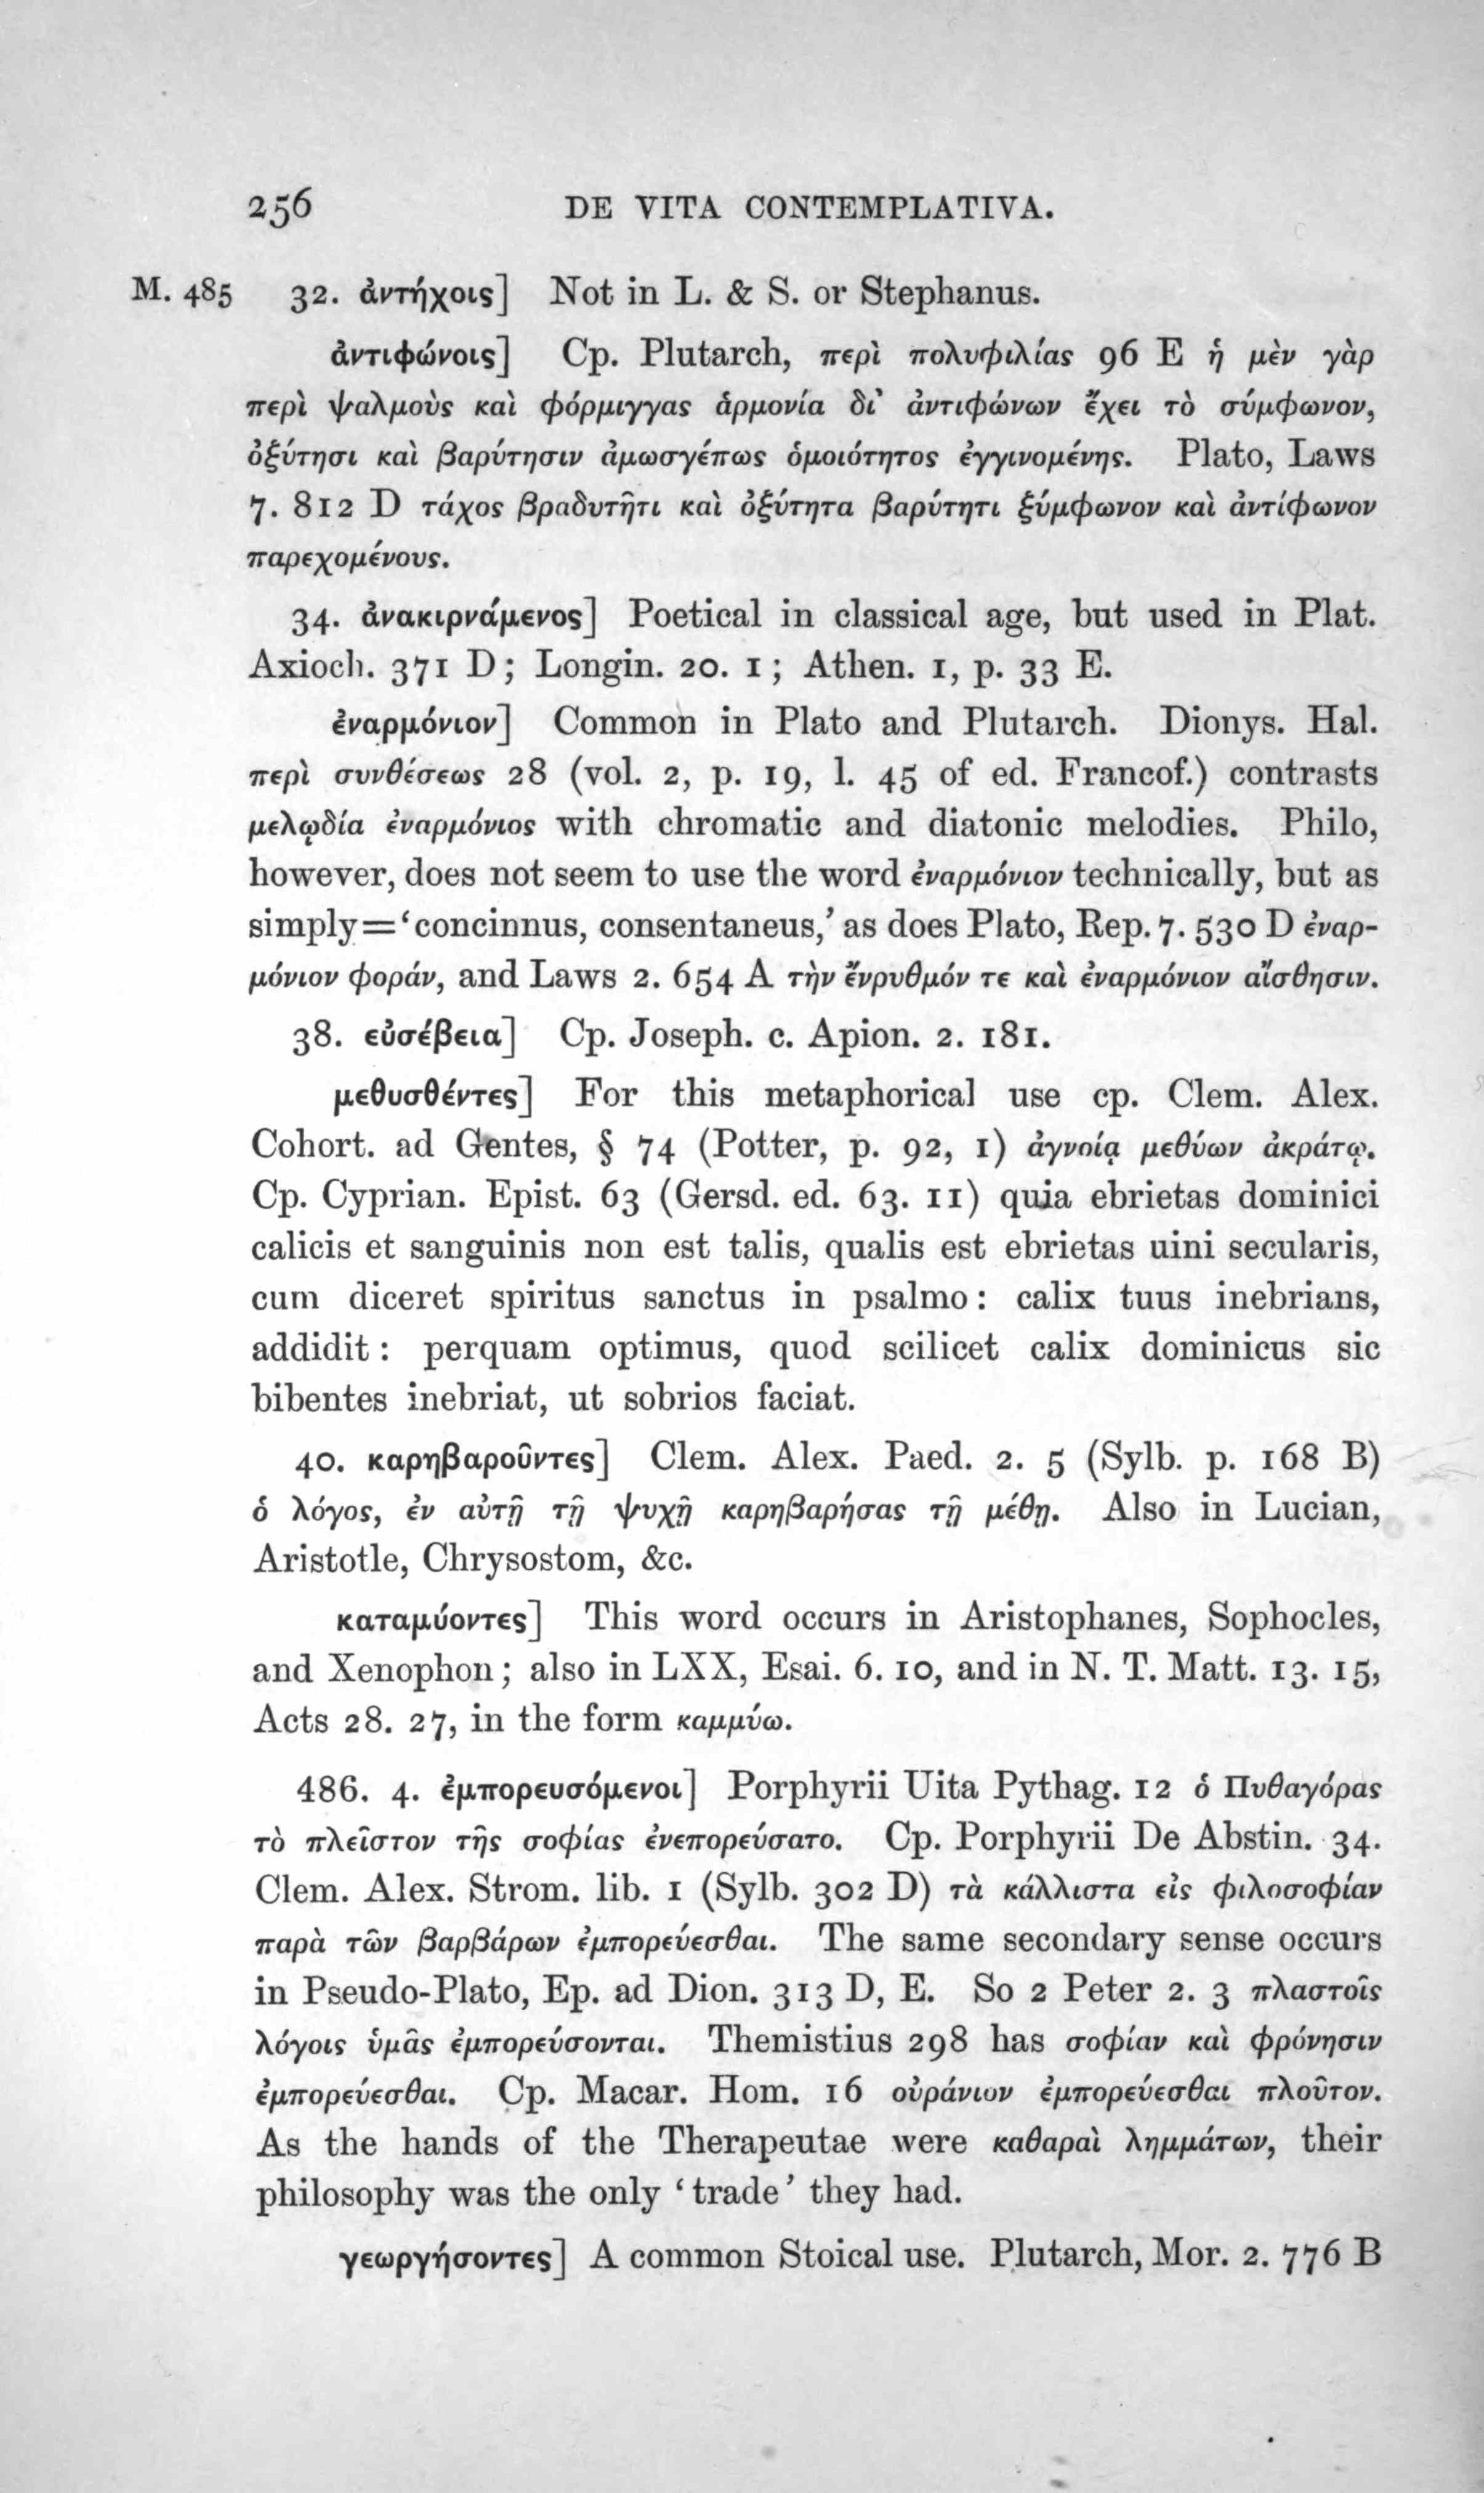 256 DE VITA CONTEMPLATIVA.
M. 485 32. ἀντήχοις] Not in L. & S. or Stephanus.
ἀντιφώνοις] Cp. Plutarch, περὶ πολυφιλίας 96 E ἡ μὲν γὰρ
περὶ ψαλμοὺς καὶ φόρμιγγας ἁρμονία δι᾽ ἀντιφώνων ἔχει τὸ σύμφωνον,
ὀξύτησι καὶ βαρύτησιν ἀμωσγέπως ὁμοιότητος ἐγγινομένης. Plato, Laws
7. 812 D τάχος βραδυτῆτι καὶ ὀξύτητα βαρύτητι ξύμφωνον καὶ ἀντίφωνον
παρεχομένους.
34. ἀνακιρνάμενος] Poetical in classical age, but used in Plat.
Axioch. 371 D; Longin. 20. 1; Athen. 1, p. 33 E.
ἐναρμόνιον] Common in Plato and Plutarch. Dionys. Hal.
περὶ συνθέσεως 28 (vol. 2, p. 19, l. 45 of ed. Francof.) contrasts
μελῳδία ἐναρμόνιος with chromatic and diatonic melodies. Philo,
however, does not seem to use the word ἐναρμόνιον technically, but as
simply=‘concinnus, consentaneus,’ as does Plato, Rep. 7. 530 D ἐναρ-
μόνιον φοράν, and Laws 2. 654 A τὴν ἔνρυθμόν τε καὶ ἐναρμόνιον αἴσθησιν.
38. εὐσέβεια] Cp. Joseph. c. Apion. 2. 181.
μεθυσθέντες] For this metaphorical use cp. Clem. Alex.
Cohort. ad Gentes, § 74 (Potter, p. 92, 1) ἀγνοίᾳ μεθύων ἀκράτῳ.
Cp. Cyprian. Epist. 63 (Gersd. ed. 63. 11) quia ebrietas dominici
calicis et sanguinis non est talis, qualis est ebrietas uini secularis,
cum diceret spiritus sanctus in psalmo: calix tuus inebrians,
addidit: perquam optimus, quod scilicet calix dominicus sic
bibentes inebriat, ut sobrios faciat.
40. καρηβαροῦντες] Clem. Alex. Paed. 2. 5 (Sylb. p. 168 B)
ὁ λόγος, ἐν αὐτῇ τῇ ψυχῇ καρηβαρήσας τῇ μέθῃ. Also in Lucian,
Aristotle, Chrysostom, &c.
καταμύοντες] This word occurs in Aristophanes, Sophocles,
and Xenophon; also in LXX, Esai. 6. 10, and in N. T. Matt. 13. 15,
Acts 28. 27, in the form καμμύω.
486. 4. ἐμπορευσόμενοι] Porphyrii Uita Pythag. 12 ὁ Πυθαγόρας
τὸ πλεῖστον τῆς σοφίας ἐνεπορεύσατο. Cp. Porphyrii De Abstin. 34.
Clem. Alex. Strom. lib. 1 (Sylb. 302 D) τὰ κάλλιστα εἰς φιλοσοφίαν
παρὰ τῶν βαρβάρων ἐμπορεύεσθαι. The same secondary sense occurs
in Pseudo-Plato, Ep. ad Dion. 313 D, E. So 2 Peter 2. 3 πλαστοῖς
λόγοις ὑμᾶς ἐμπορεύσονται. Themistius 298 has σοφίαν καὶ φρόνησιν
ἐμπορεύεσθαι. Cp. Macar. Hom. 16 οὐράνιον ἐμπορεύεσθαι πλοῦτον.
As the hands of the Therapeutae were καθαραὶ λημμάτων, their
philosophy was the only ‘trade’ they had.
γεωργήσοντες] A common Stoical use. Plutarch, Mor. 2. 776 B